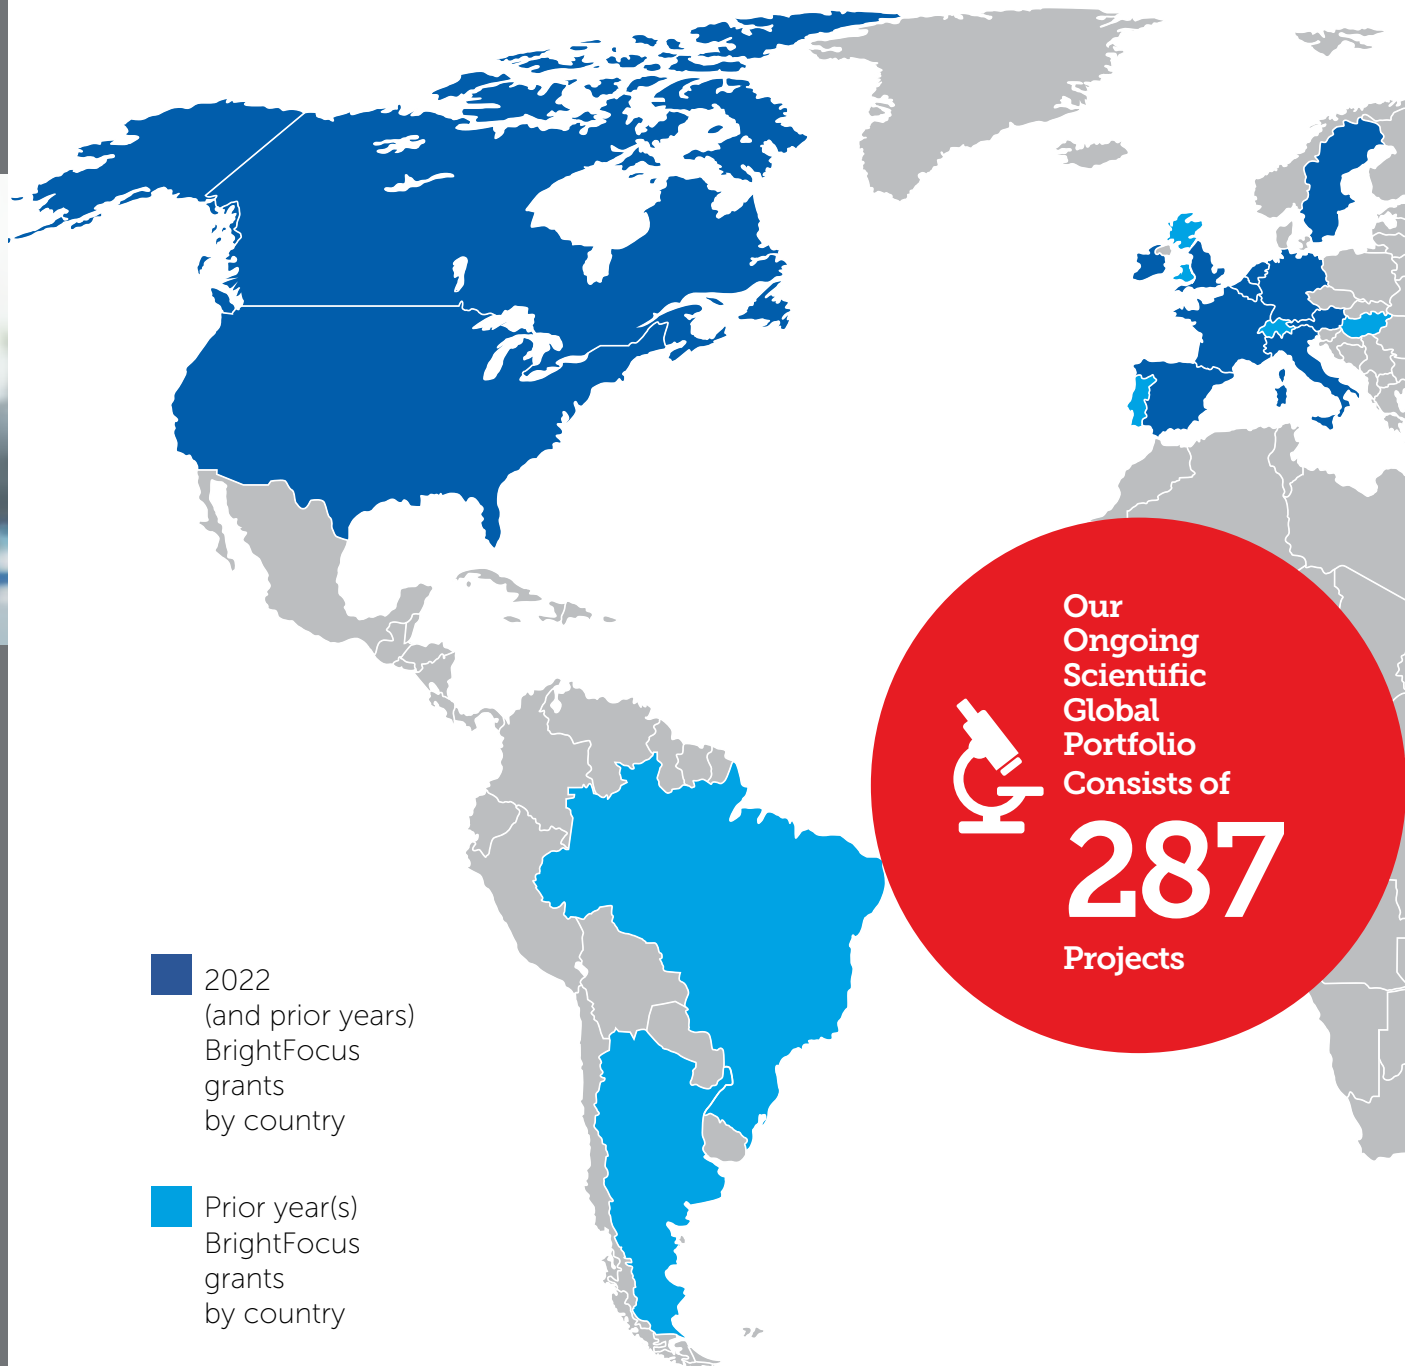 Our
Ongoing
Scientific
Global
Portfolio
Consists of
287
Projects
2022
(and prior years)
BrightFocus
grants
by country
Prior year(s)
BrightFocus
grants
by country